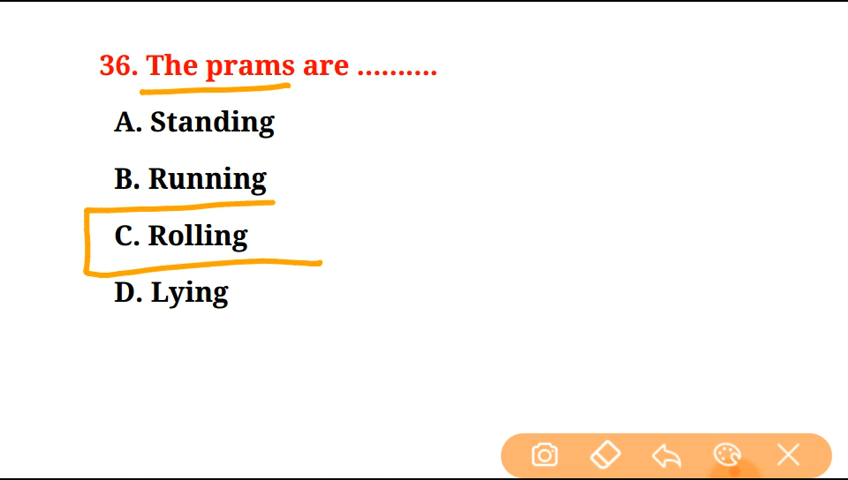 36. The prams are ..........
A. Standing
B. Running
C. Rolling
D. Lying